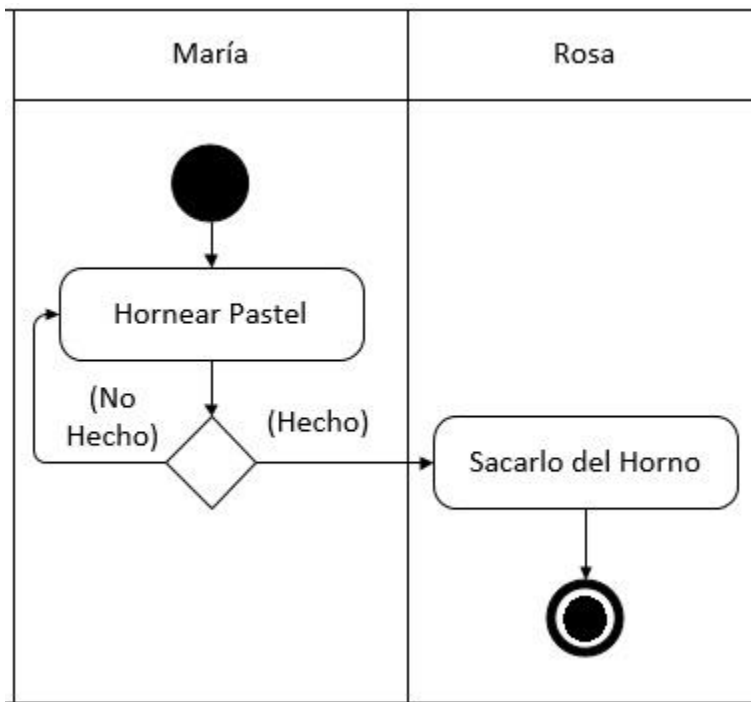 María
Rosa
Hornear Pastel
(No
Hecho)
(Hecho)
Sacarlo del Horno